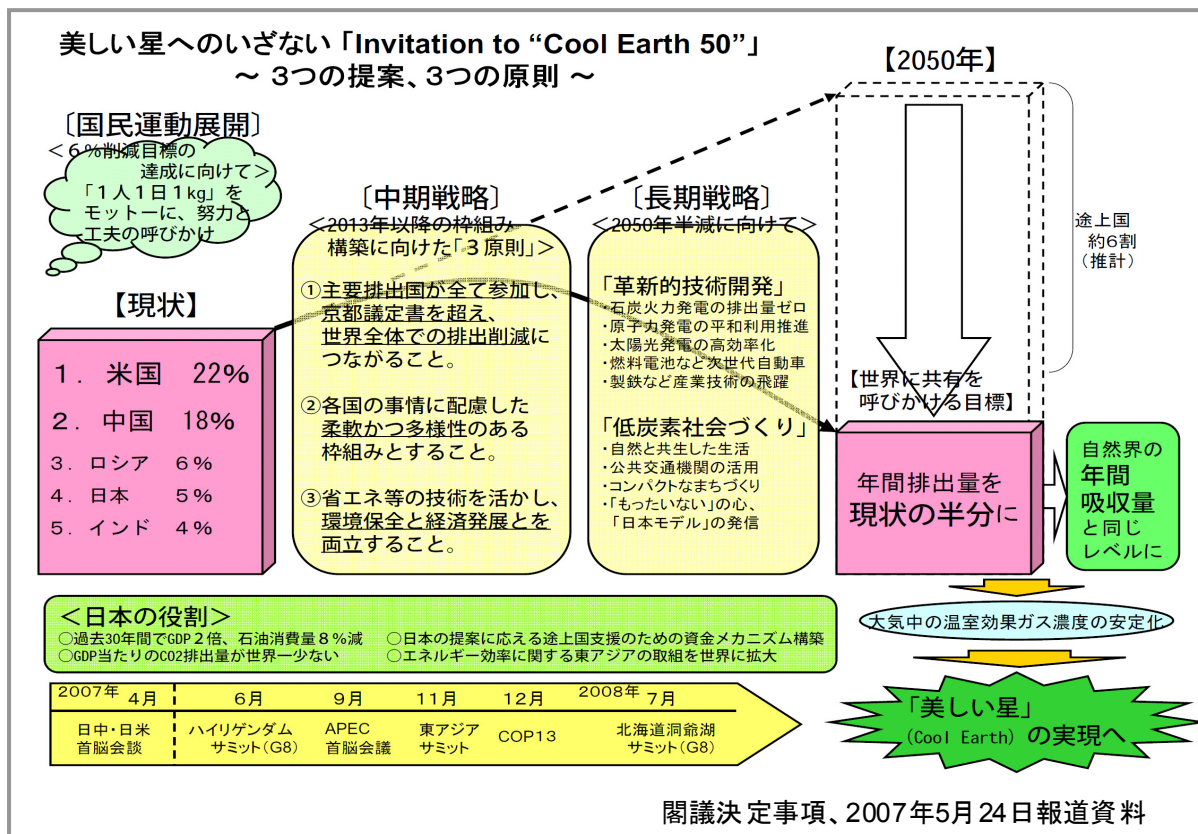 美しい星へのいざない「Invitation to “Cool Earth 50”」
～ 3つの提案、3つの原則 ～
〔国民運動展開〕
＜6%削減目標の
達成に向けて＞
「1人1日1kg」を
モットーに、努力と
工夫の呼びかけ
【現状】
1. 米国 22%
2. 中国 18%
3. ロシア 6%
4. 日本 5%
5. インド 4%
〔中期戦略〕
＜2013年以降の枠組み
構築に向けた「3原則」＞
①主要排出国が全て参加し、
京都議定書を超え、
世界全体での排出削減に
つながること。
②各国の事情に配慮した
柔軟かつ多様性のある
枠組みとすること。
③省エネ等の技術を活かし、
環境保全と経済発展とを
両立すること。
〔長期戦略〕
＜2050年半減に向けて＞
「革新的技術開発」
・石炭火力発電の排出量ゼロ
・原子力発電の平和利用推進
・太陽光発電の高効率化
・燃料電池など次世代自動車
・製鉄など産業技術の飛躍
「低炭素社会づくり」
・自然と共生した生活
・公共交通機関の活用
・コンパクトなまちづくり
・「もったいない」の心、
「日本モデル」の発信
【2050年】
途上国
約6割
（推計）
【世界に共有を
呼びかける目標】
年間排出量を
現状の半分に
自然界の
年間
吸収量
と同じ
レベルに
大気中の温室効果ガス濃度の安定化
「美しい星」
(Cool Earth) の実現へ
＜日本の役割＞
○過去30年間でGDP2倍、石油消費量8%減
○GDP当たりのCO2排出量が世界一少ない
○日本の提案に応える途上国支援のための資金メカニズム構築
○エネルギー効率に関する東アジアの取組を世界に拡大
2007年 4月 6月 9月 11月 12月 2008年 7月
日中・日米
首脳会談
ハイリゲンダム
サミット(G8)
APEC
首脳会議
東アジア
サミット
COP13
北海道洞爺湖
サミット(G8)
閣議決定事項、2007年5月24日報道資料